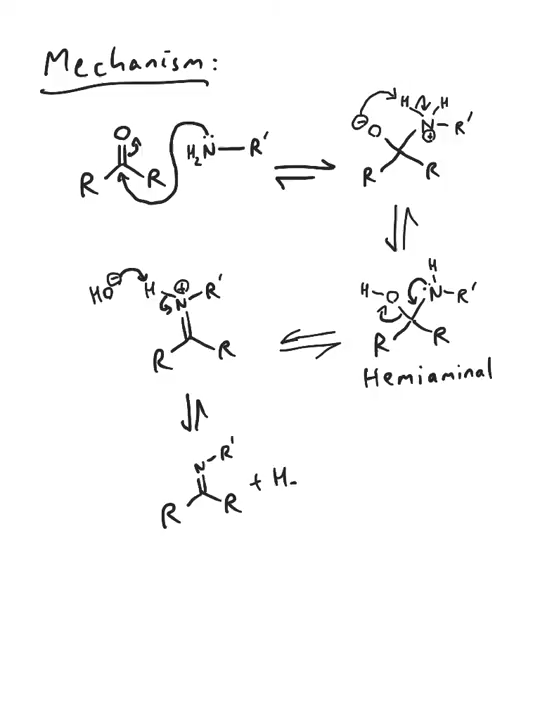 Mechanism:
O
R R
H₂N̈ — R'
⊖ O H H
N ⊕ R'
R R
HO⊖ H N⊕ R'
R R
H
H-O N̈ - R'
R R
Hemiaminal
N R'
R R + H-